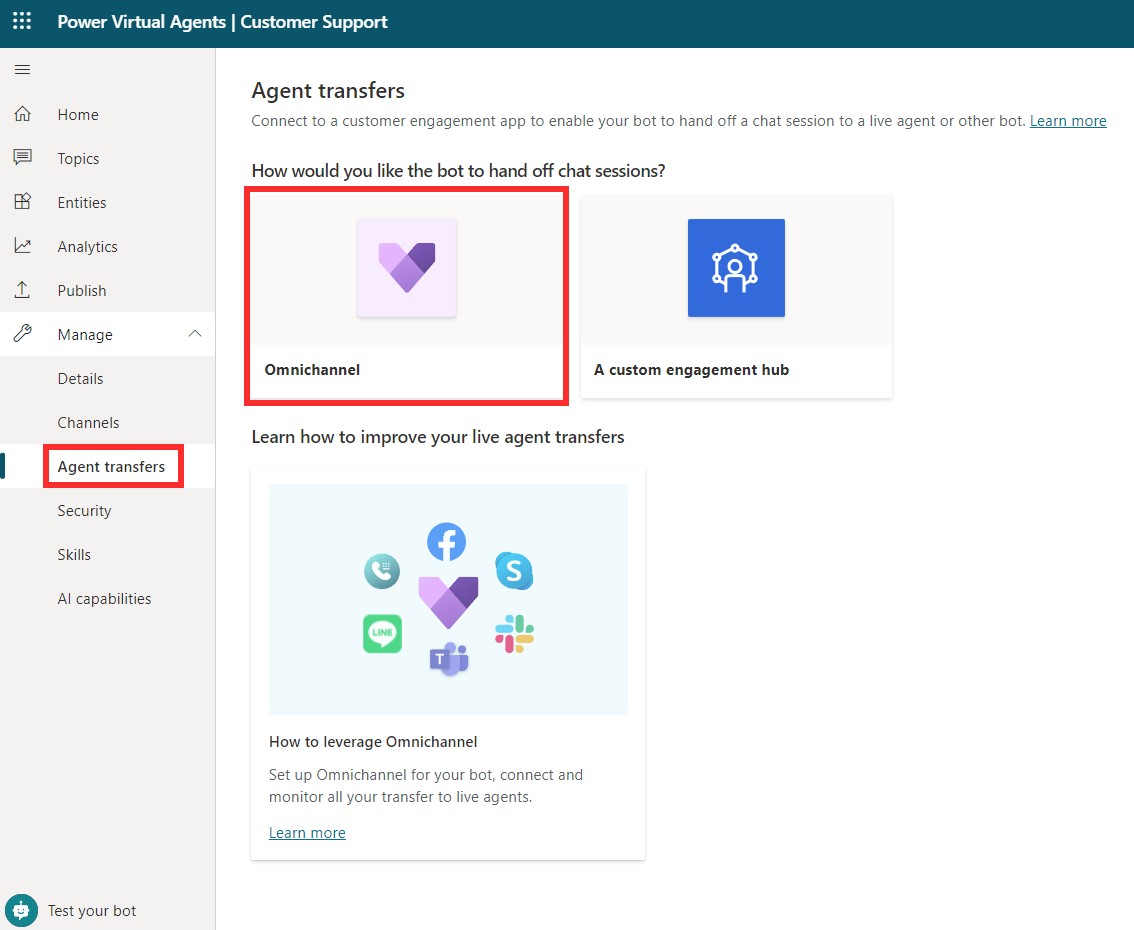 Power Virtual Agents | Customer Support
Home
Topics
Entities
Analytics
Publish
Manage
Details
Channels
Agent transfers
Security
Skills
AI capabilities
Test your bot
Agent transfers
Connect to a customer engagement app to enable your bot to hand off a chat session to a live agent or other bot. Learn more
How would you like the bot to hand off chat sessions?
Omnichannel
A custom engagement hub
Learn how to improve your live agent transfers
S
LINE
T
How to leverage Omnichannel
Set up Omnichannel for your bot, connect and
monitor all your transfer to live agents.
Learn more